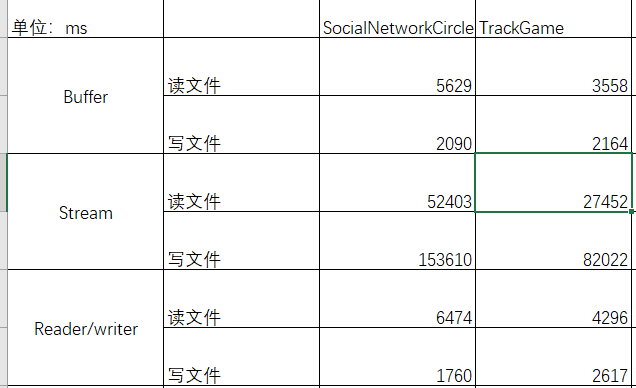 单位：ms SocialNetworkCircle TrackGame
Buffer
读文件 5629 3558
写文件 2090 2164
Stream
读文件 52403 27452
写文件 153610 82022
Reader/writer
读文件 6474 4296
写文件 1760 2617